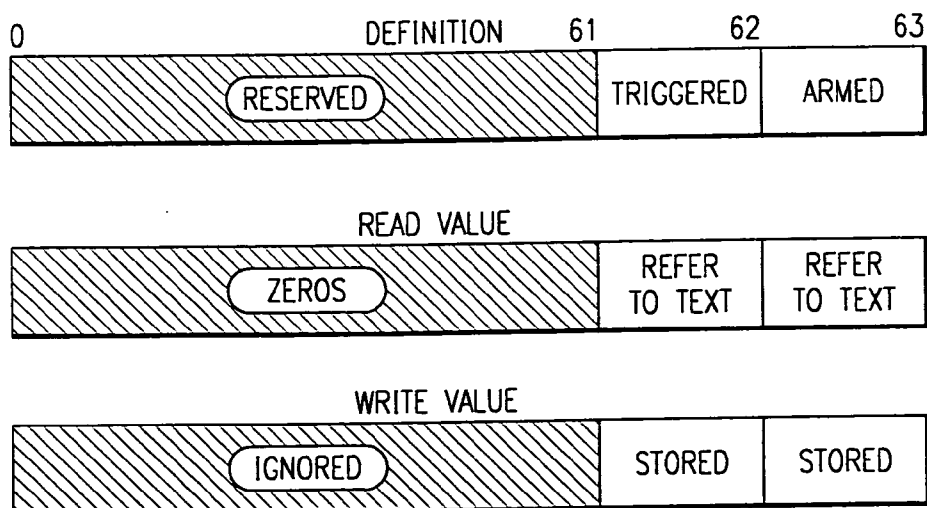 0 DEFINITION 61 62 63
RESERVED TRIGGERED ARMED
READ VALUE
ZEROS REFER TO TEXT REFER TO TEXT
WRITE VALUE
IGNORED STORED STORED